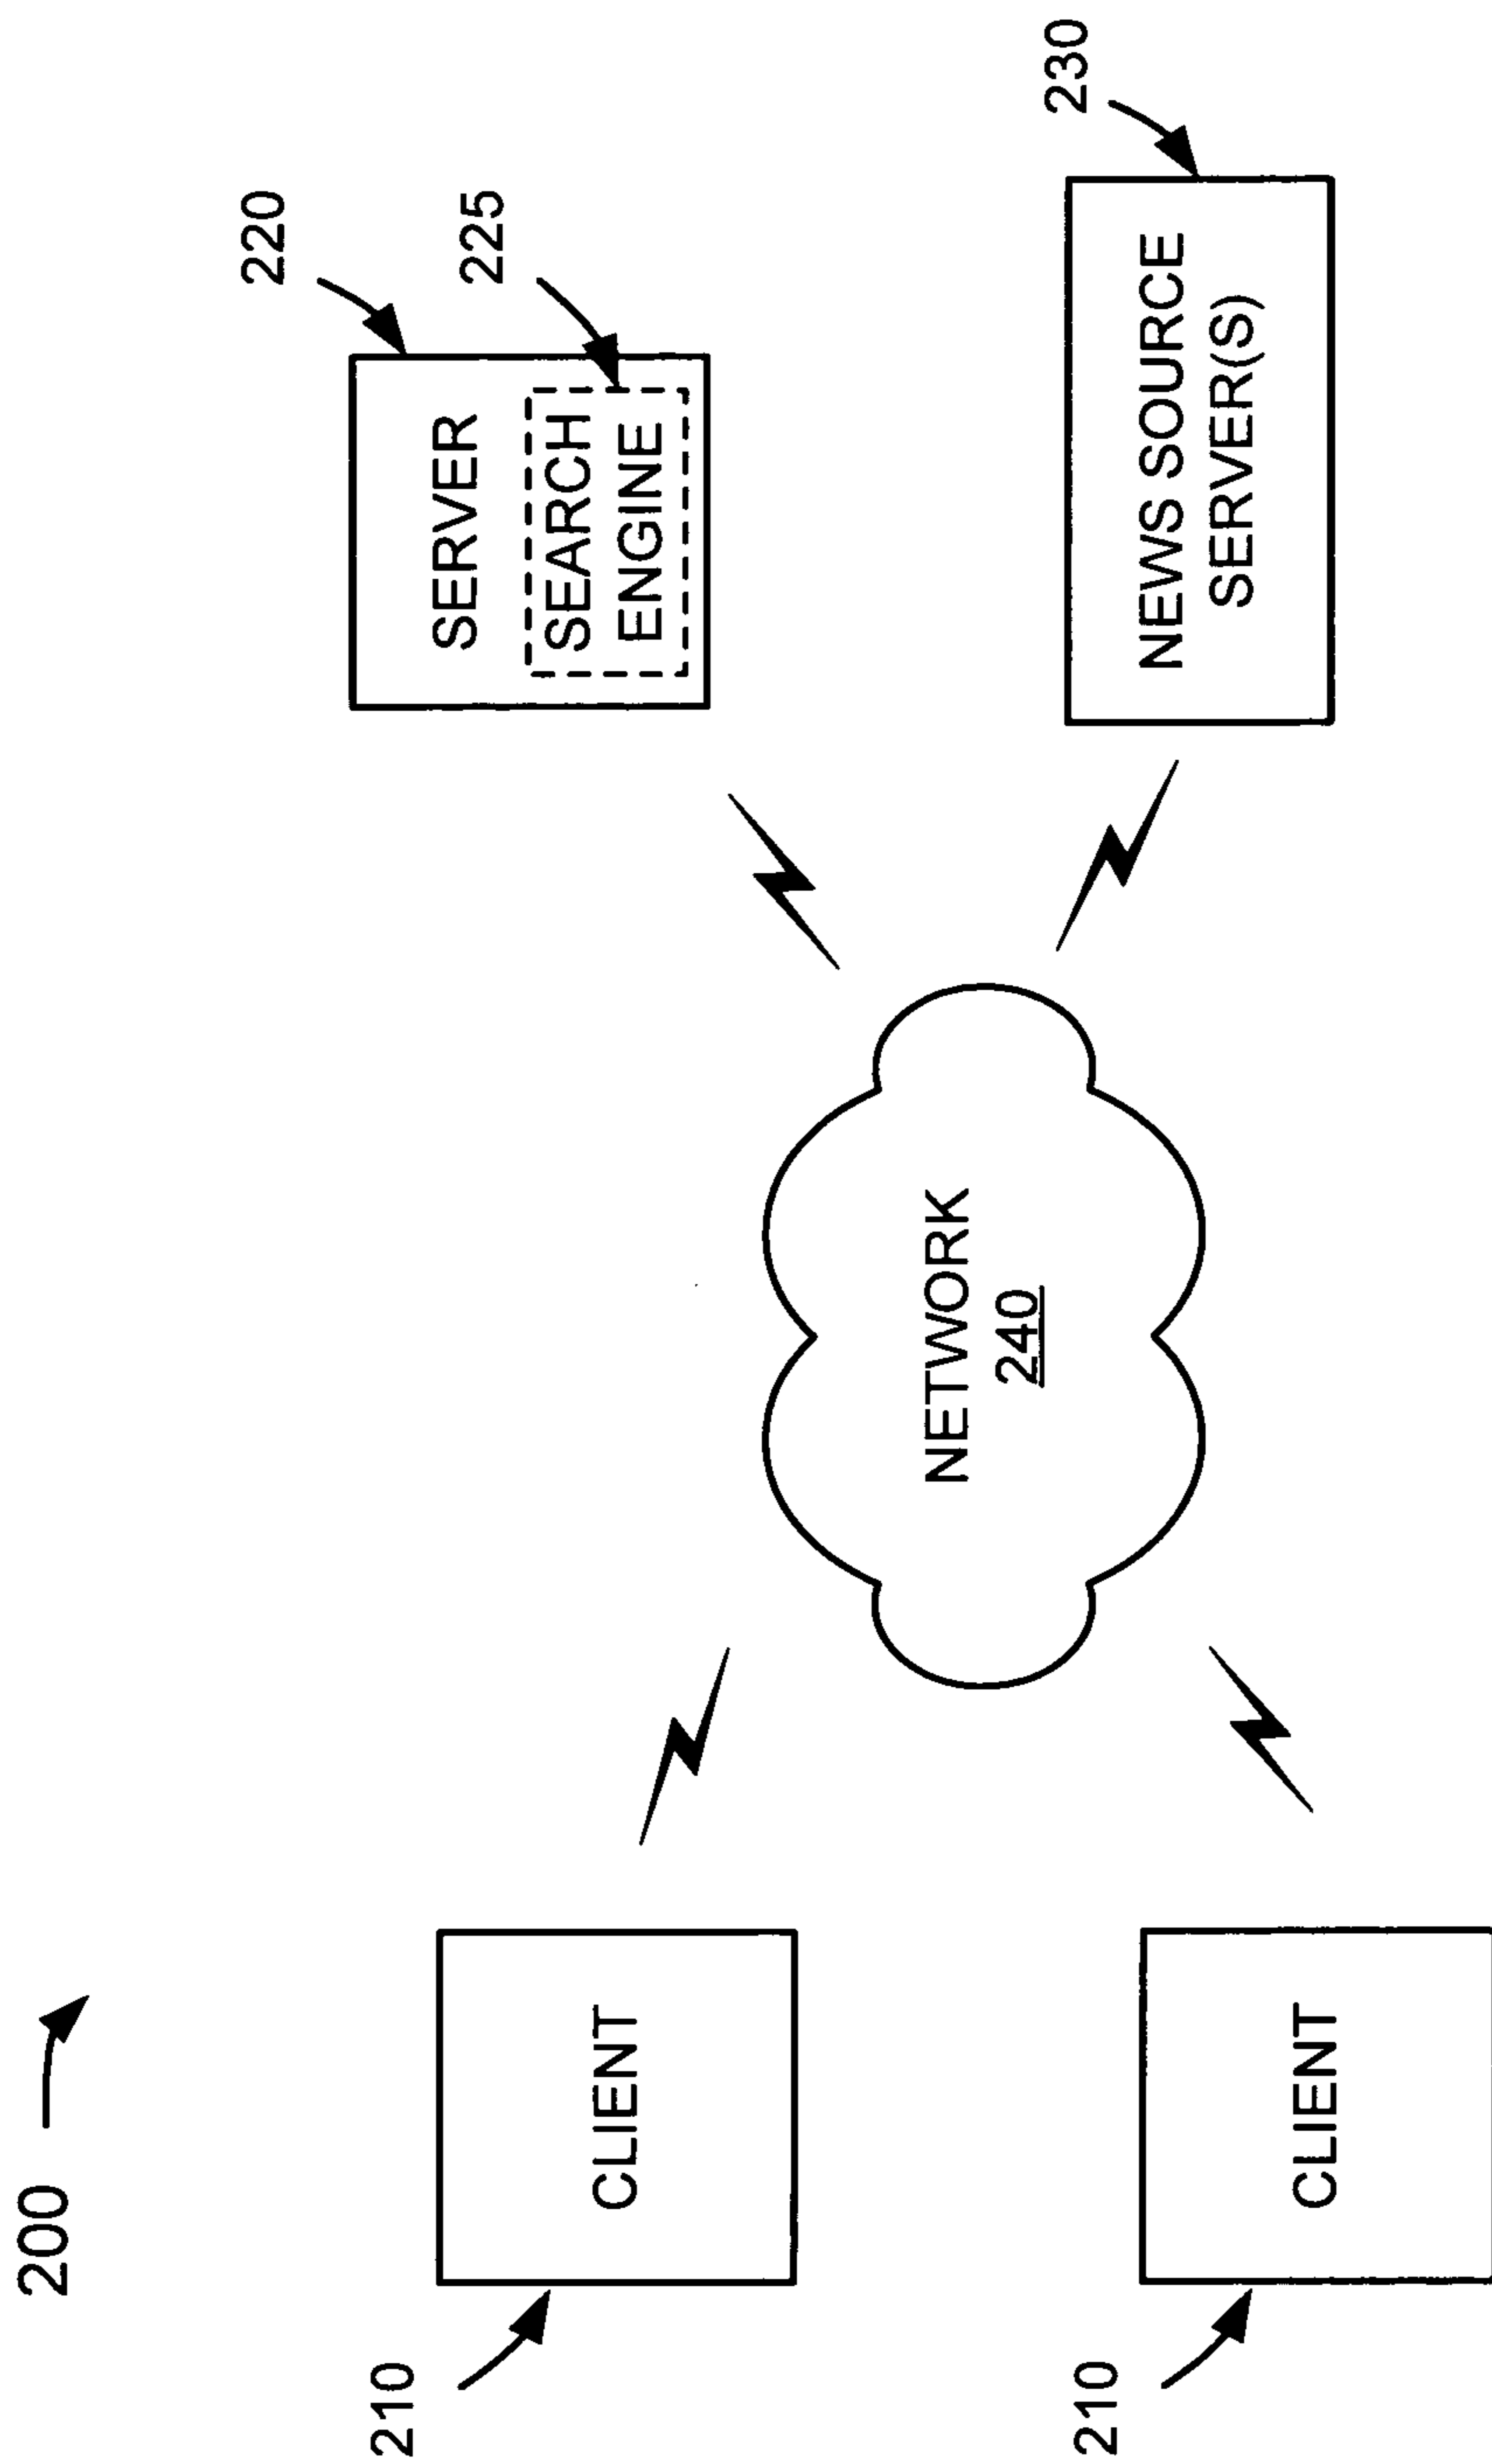 200
220
225
SERVER
SEARCH
ENGINE
210
CLIENT
NETWORK
240
230
NEWS SOURCE
SERVER(S)
210
CLIENT